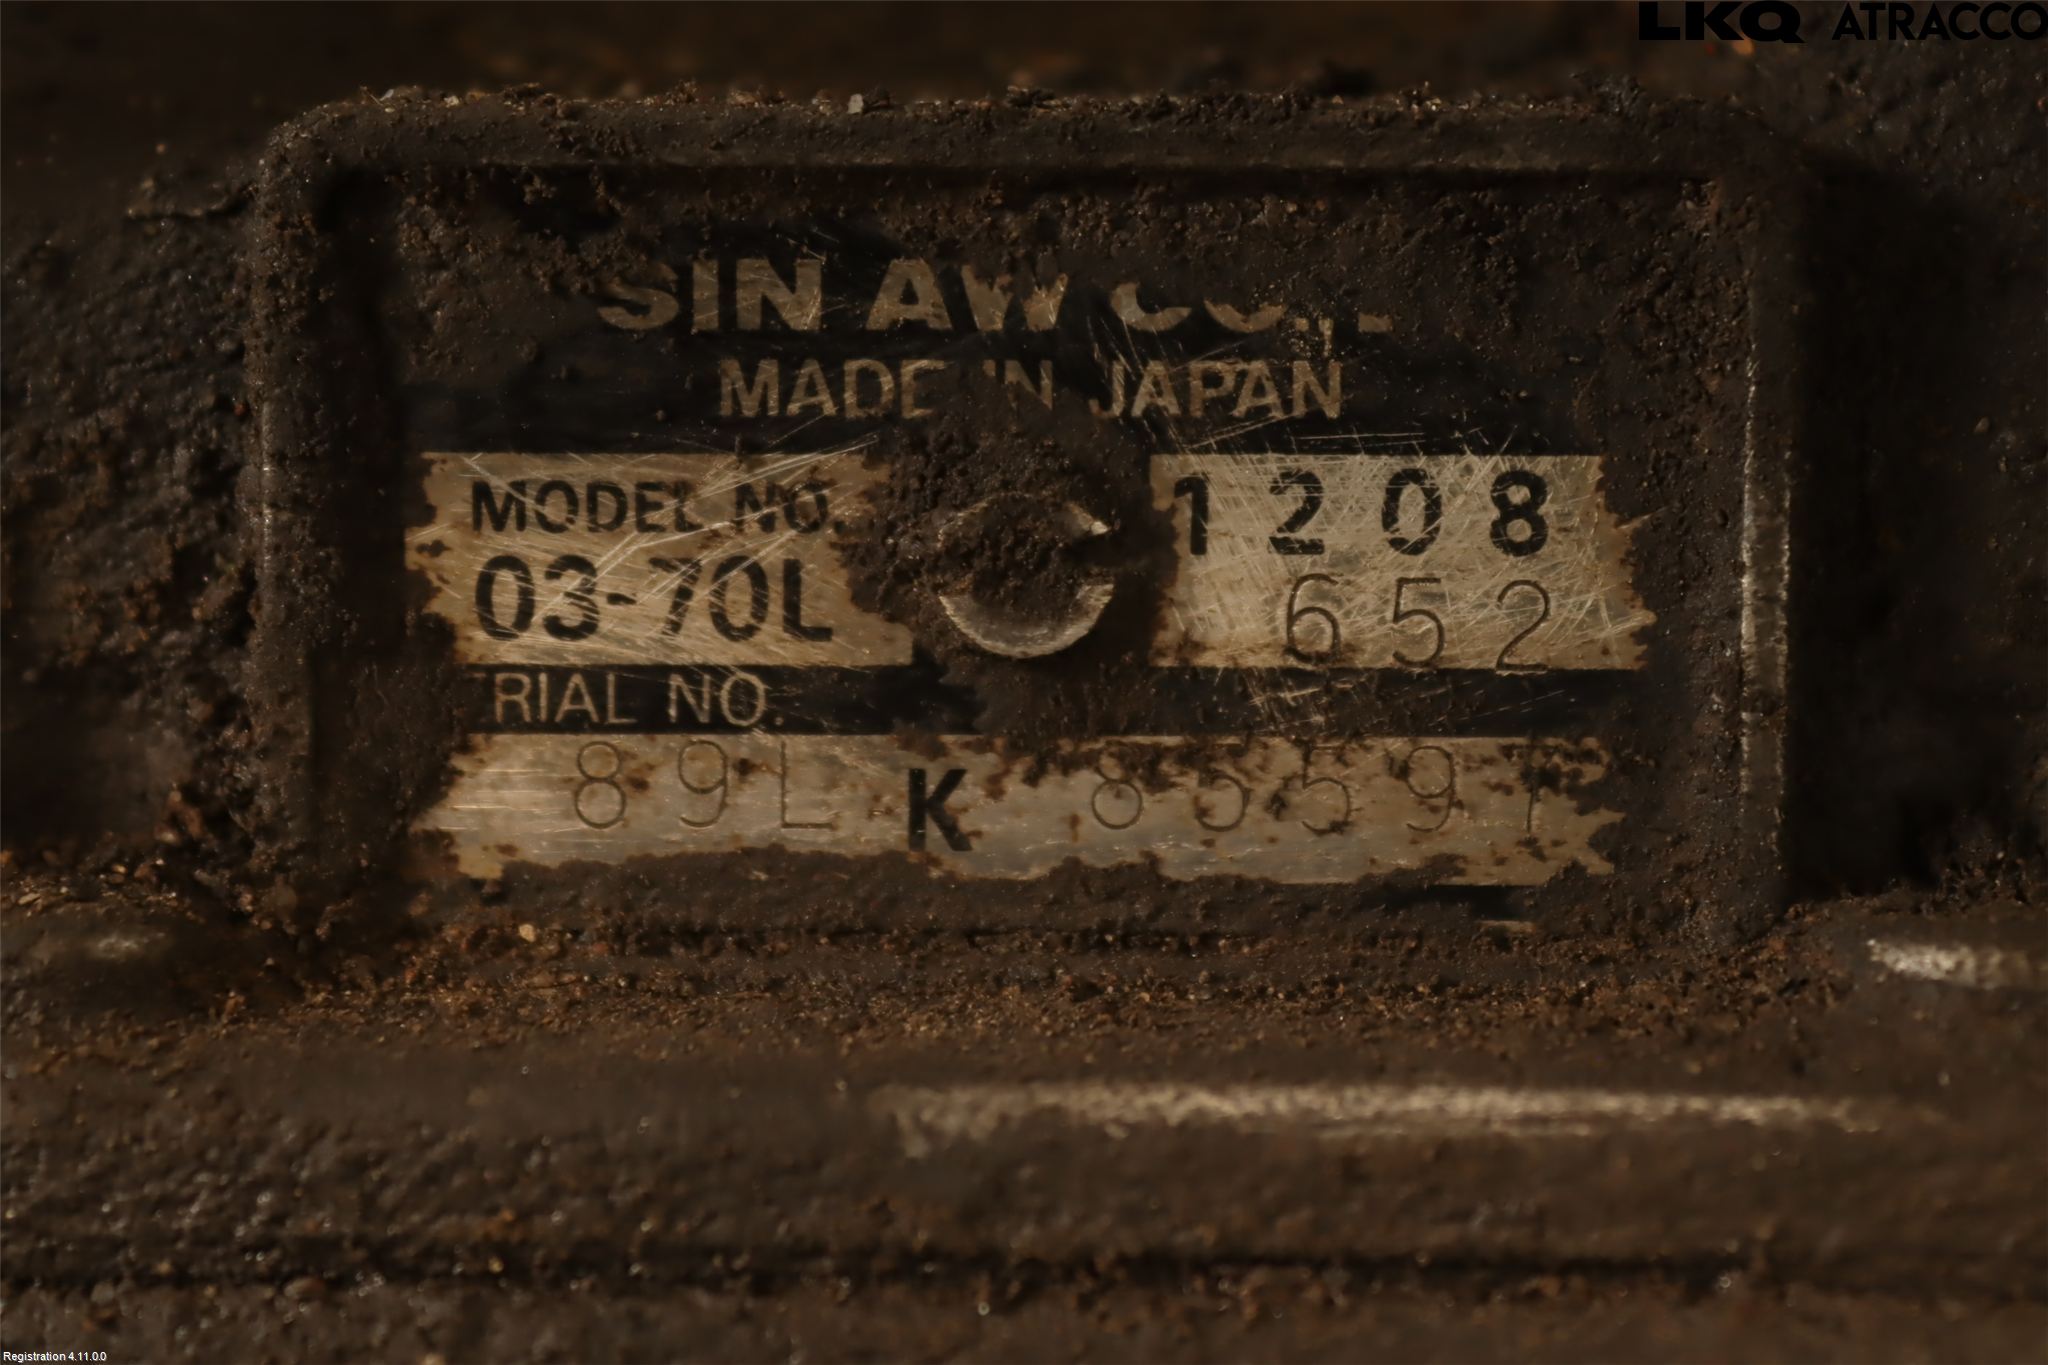 LKQ ATRACCO
SIN AW CO.,
MADE IN JAPAN
MODEL NO. 1208
03-70L 652
RIAL NO.
89L K 8559
Registration 4.11.0.0